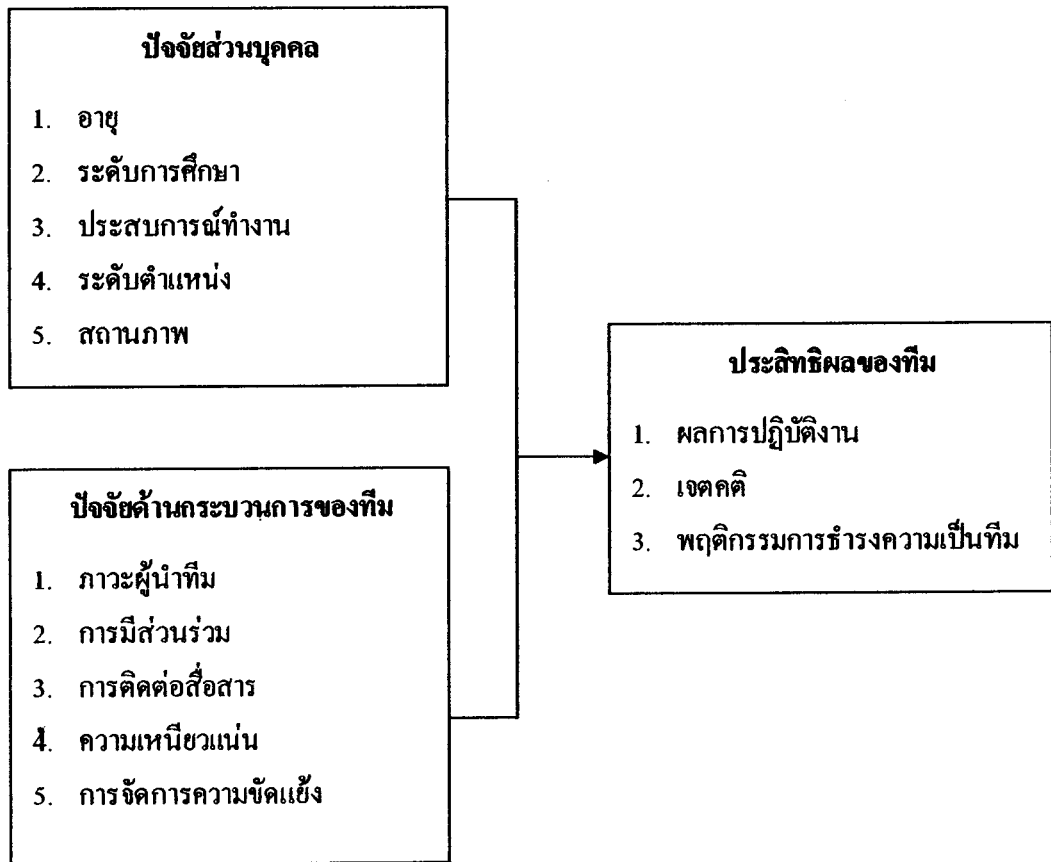 ปัจจัยส่วนบุคคล
1. อายุ
2. ระดับการศึกษา
3. ประสบการณ์ทำงาน
4. ระดับตำแหน่ง
5. สถานภาพ
ปัจจัยด้านกระบวนการของทีม
1. ภาวะผู้นำทีม
2. การมีส่วนร่วม
3. การติดต่อสื่อสาร
4. ความเหนียวแน่น
5. การจัดการความขัดแย้ง
ประสิทธิผลของทีม
1. ผลการปฏิบัติงาน
2. เจตคติ
3. พฤติกรรมการธำรงความเป็นทีม